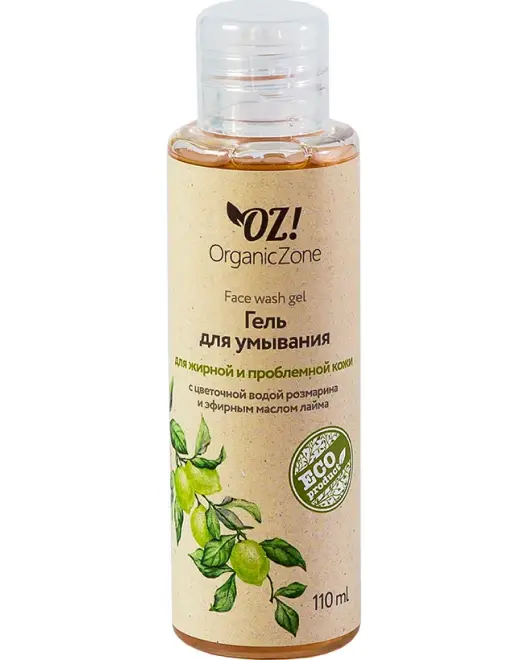 OZ!
OrganicZone
Face wash gel
Гель
для умывания
для жирной и проблемной кожи
с цветочной водой розмарина
и эфирным маслом лайма
ECO
product
110 ml